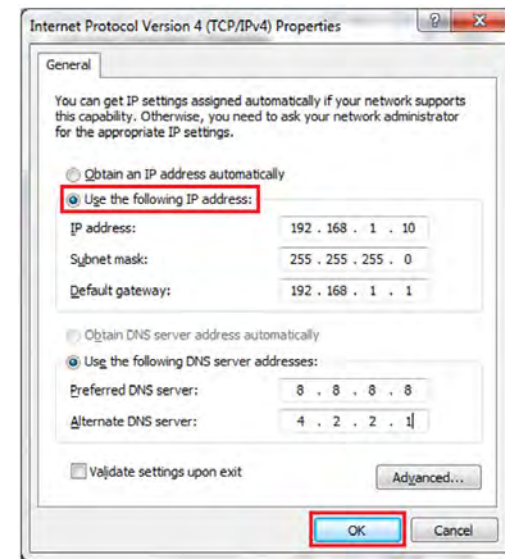 Internet Protocol Version 4 (TCP/IPv4) Properties
General
You can get IP settings assigned automatically if your network supports
this capability. Otherwise, you need to ask your network administrator
for the appropriate IP settings.
Obtain an IP address automatically
Use the following IP address:
IP address: 192 . 168 . 1 . 10
Subnet mask: 255 . 255 . 255 . 0
Default gateway: 192 . 168 . 1 . 1
Obtain DNS server address automatically
Use the following DNS server addresses:
Preferred DNS server: 8 . 8 . 8 . 8
Alternate DNS server: 4 . 2 . 2 . 1
Validate settings upon exit
Advanced...
OK Cancel